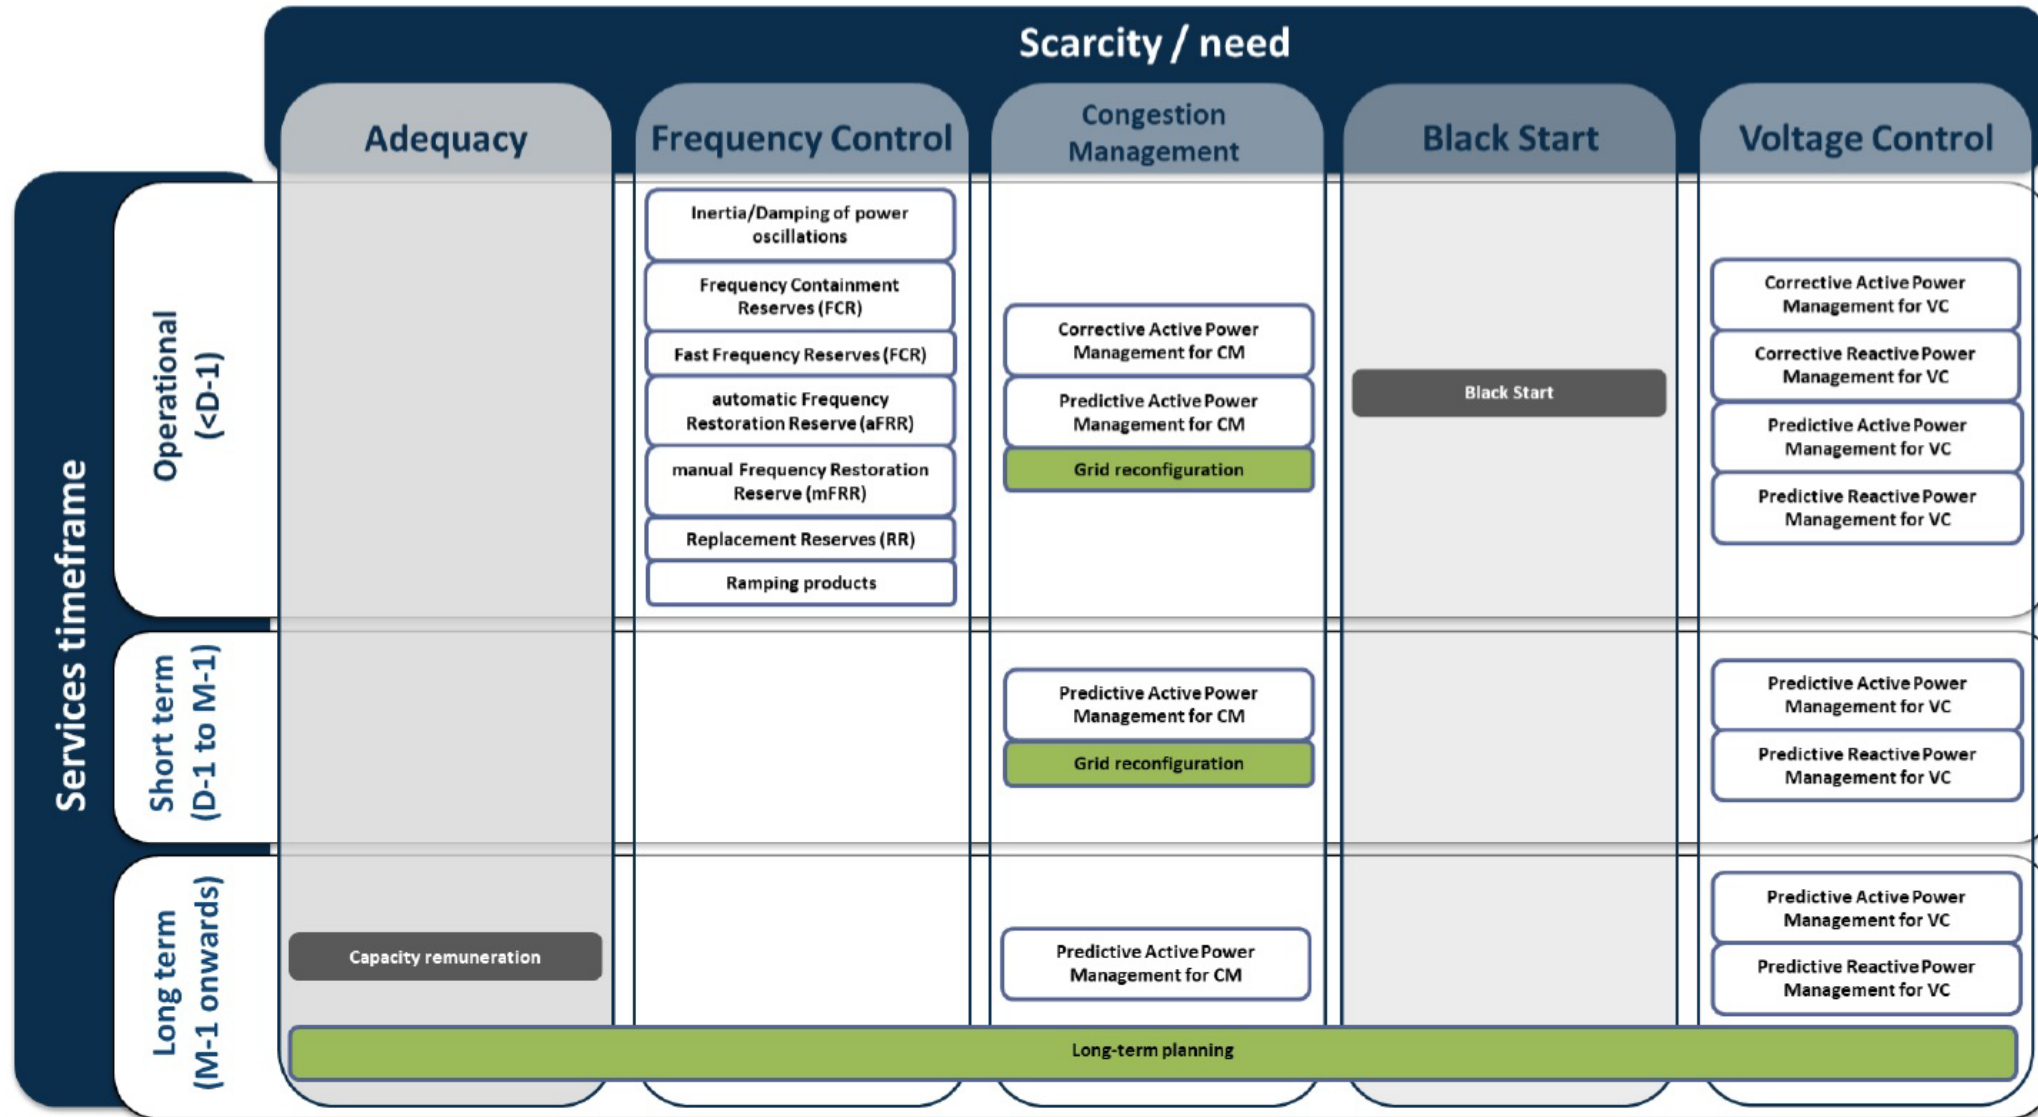 Scarcity / need
Adequacy
Frequency Control
Congestion
Management
Black Start
Voltage Control
Services timeframe
Operational
(<D-1)
Inertia/Damping of power
oscillations
Frequency Containment
Reserves (FCR)
Fast Frequency Reserves (FCR)
automatic Frequency
Restoration Reserve (aFRR)
manual Frequency Restoration
Reserve (mFRR)
Replacement Reserves (RR)
Ramping products
Corrective Active Power
Management for CM
Predictive Active Power
Management for CM
Grid reconfiguration
Black Start
Corrective Active Power
Management for VC
Corrective Reactive Power
Management for VC
Predictive Active Power
Management for VC
Predictive Reactive Power
Management for VC
Short term
(D-1 to M-1)
Predictive Active Power
Management for CM
Grid reconfiguration
Predictive Active Power
Management for VC
Predictive Reactive Power
Management for VC
Long term
(M-1 onwards)
Capacity remuneration
Predictive Active Power
Management for CM
Predictive Active Power
Management for VC
Predictive Reactive Power
Management for VC
Long-term planning